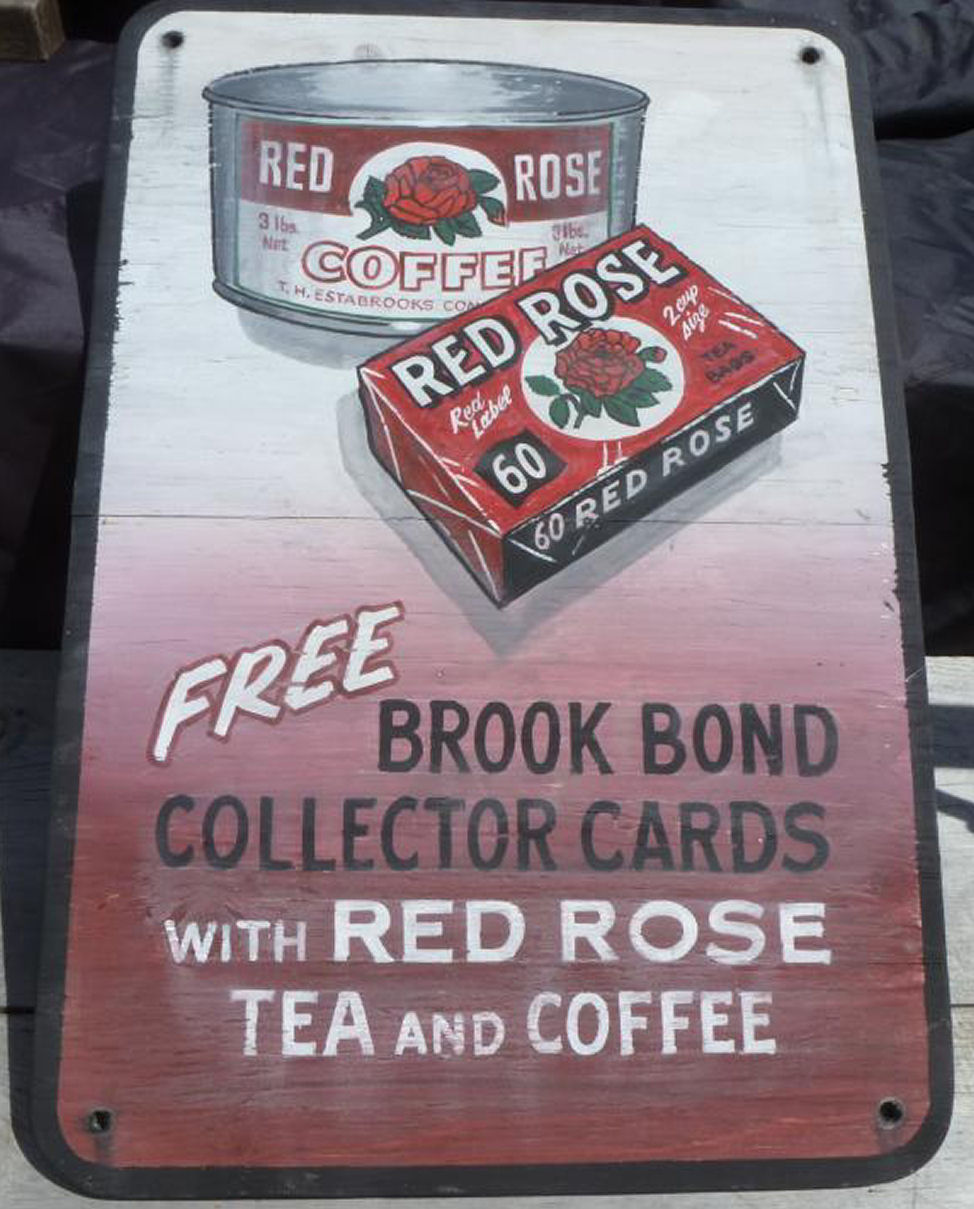 RED ROSE
3 lbs. Net 3 lbs. Net
COFFEE
T. H. ESTABROOKS CON
RED ROSE
2 cup size
TEA BAGS
Red Label
60
60 RED ROSE
FREE
BROOK BOND
COLLECTOR CARDS
WITH RED ROSE
TEA AND COFFEE